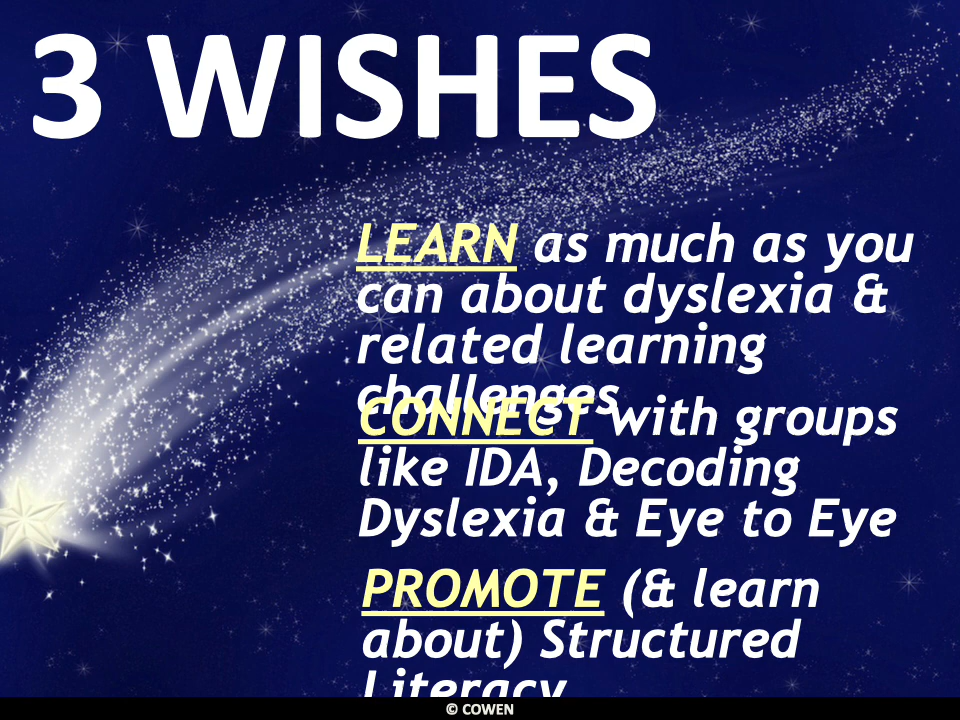 3 WISHES
LEARN as much as you
can about dyslexia &
related learning
challenges
CONNECT with groups
like IDA, Decoding
Dyslexia & Eye to Eye
PROMOTE (& learn
about) Structured
Literacy
© COWEN